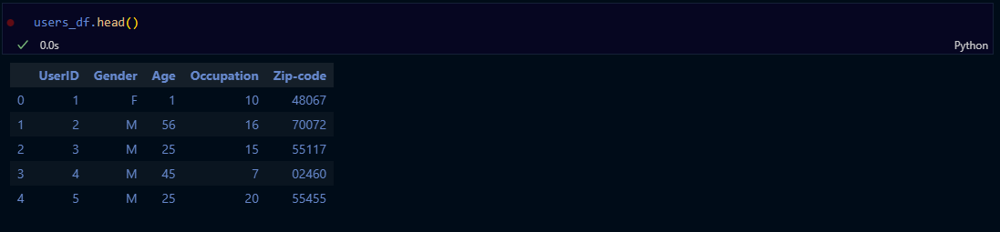 users_df.head()
0.0s Python
UserID Gender Age Occupation Zip-code
0 1 F 1 10 48067
1 2 M 56 16 70072
2 3 M 25 15 55117
3 4 M 45 7 02460
4 5 M 25 20 55455